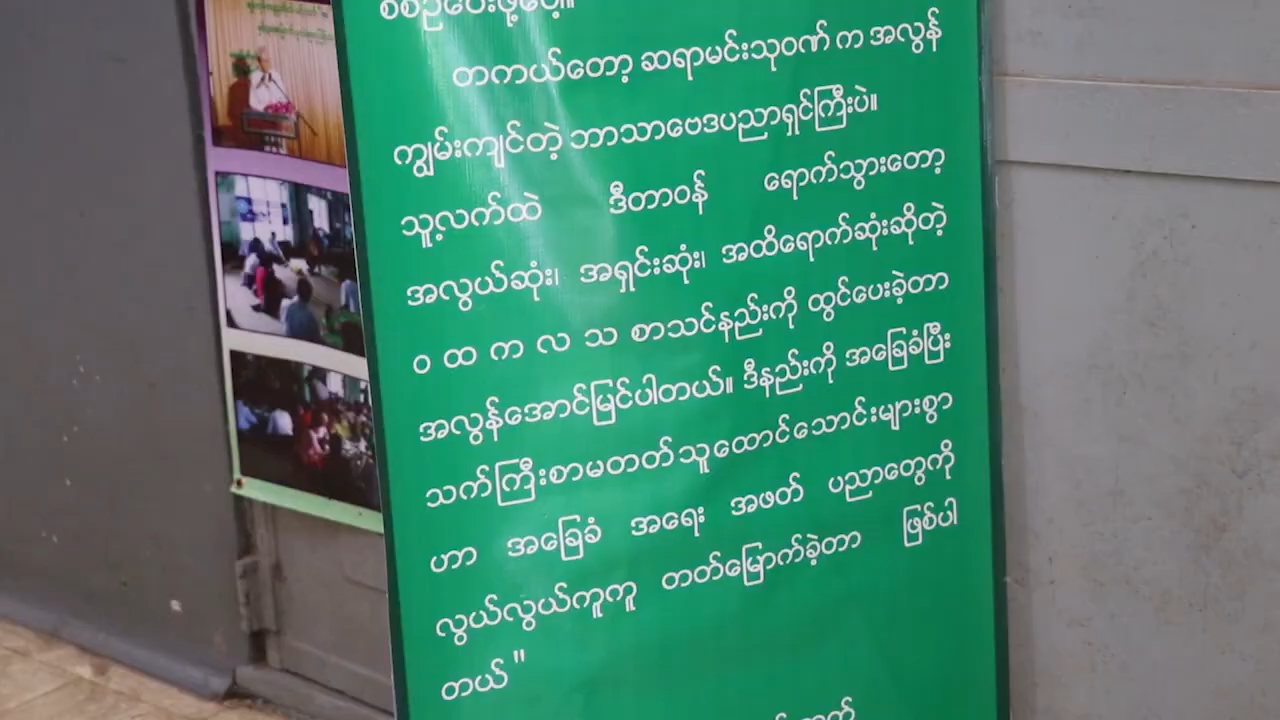 စီစဉ်ပေးဖို့ပေါ့။
တကယ်တော့ ဆရာမင်းသုဝဏ် က အလွန်
ကျွမ်းကျင်တဲ့ ဘာသာဗေဒပညာရှင်ကြီးပဲ။
သူ့လက်ထဲ ဒီတာဝန် ရောက်သွားတော့
အလွယ်ဆုံး၊ အရှင်းဆုံး၊ အထိရောက်ဆုံးဆိုတဲ့
ဝ ထ က လ သ စာသင်နည်းကို ထွင်ပေးခဲ့တာ
အလွန်အောင်မြင်ပါတယ်။ ဒီနည်းကို အခြေခံပြီး
သက်ကြီးစာမတတ်သူထောင်သောင်းများစွာ
ဟာ အခြေခံ အရေး အဖတ် ပညာတွေကို
လွယ်လွယ်ကူကူ တတ်မြောက်ခဲ့တာ ဖြစ်ပါ
တယ်"